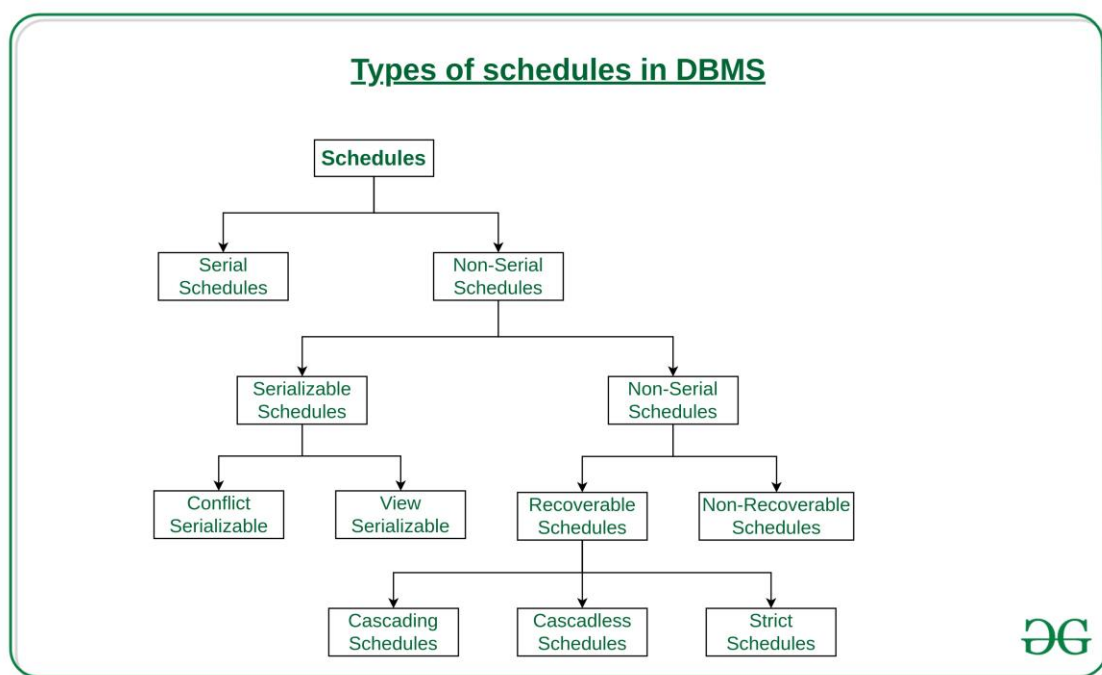 Types of schedules in DBMS
Schedules
Serial
Schedules
Non-Serial
Schedules
Serializable
Schedules
Non-Serial
Schedules
Conflict
Serializable
View
Serializable
Recoverable
Schedules
Non-Recoverable
Schedules
Cascading
Schedules
Cascadless
Schedules
Strict
Schedules